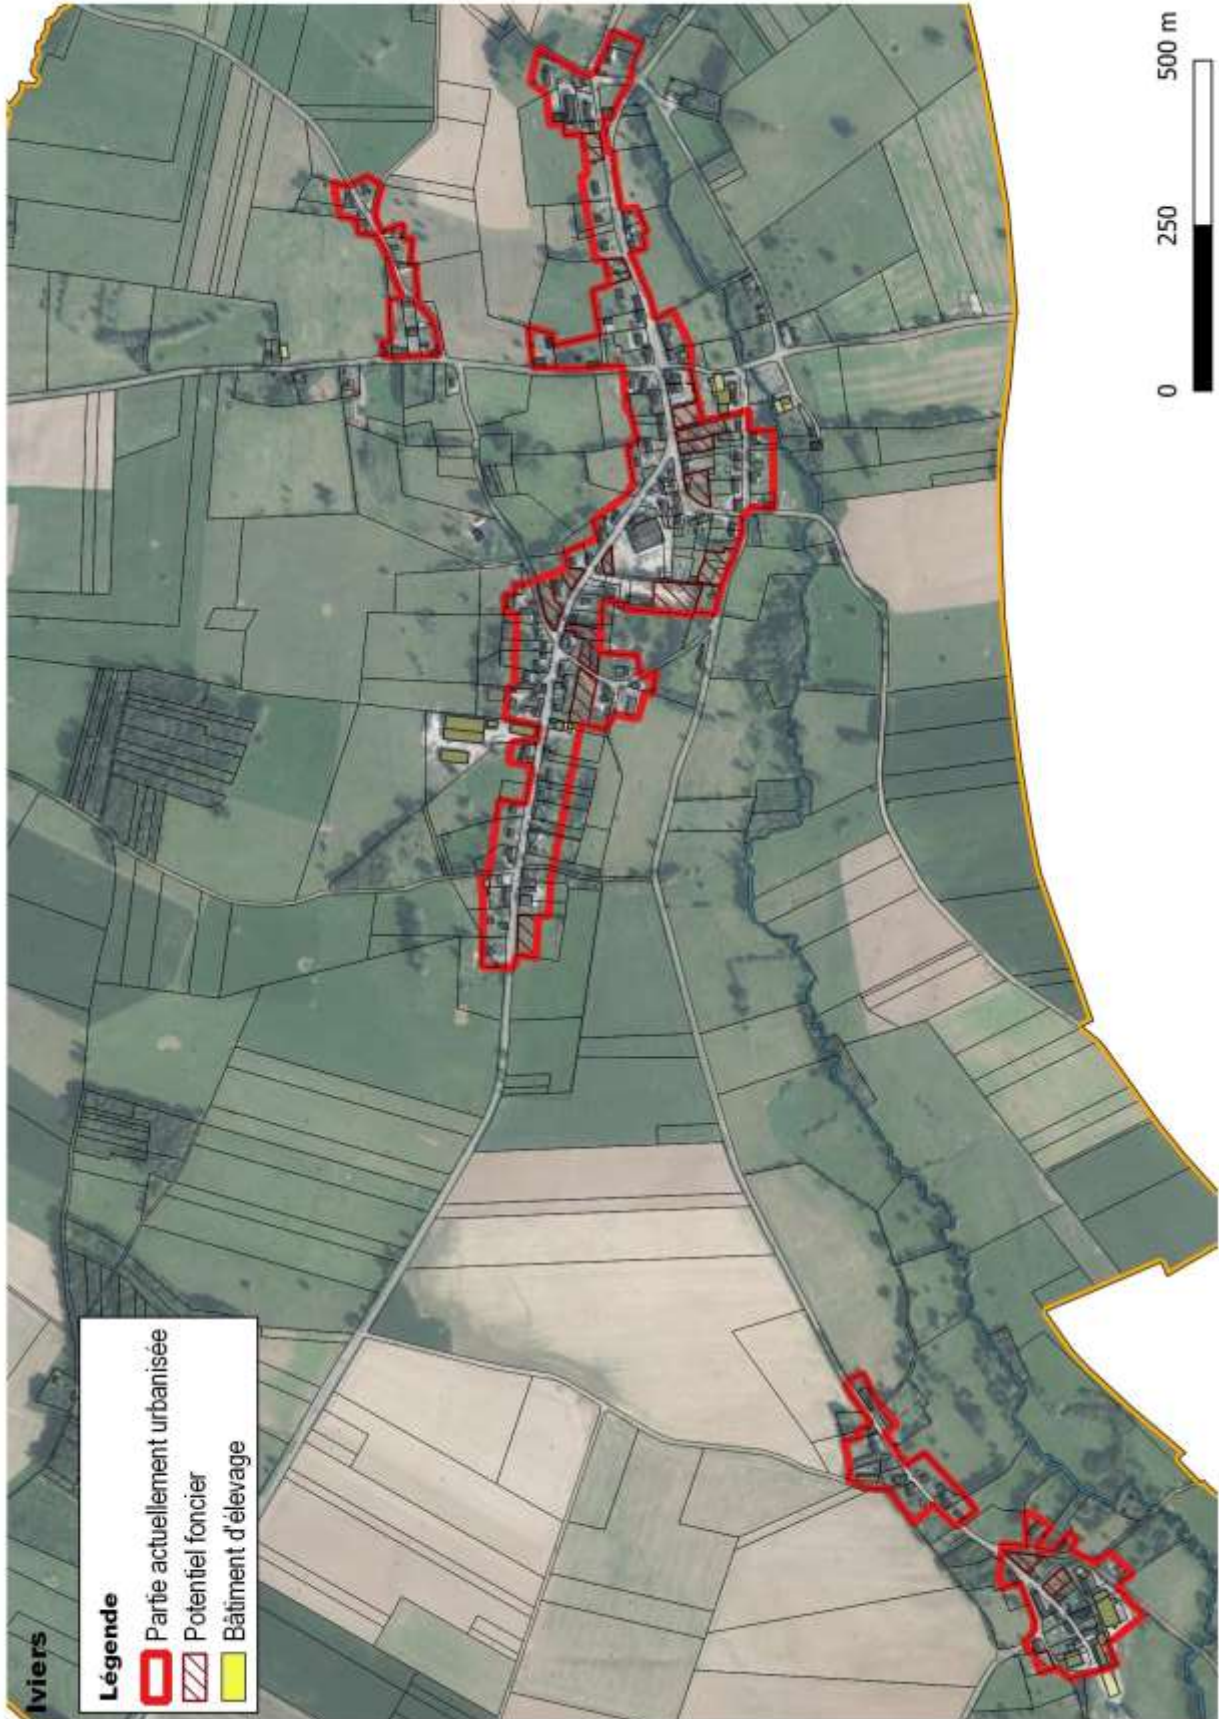 Iviers
Légende
Partie actuellement urbanisée
Potentiel foncier
Bâtiment d'élevage
0 250 500 m